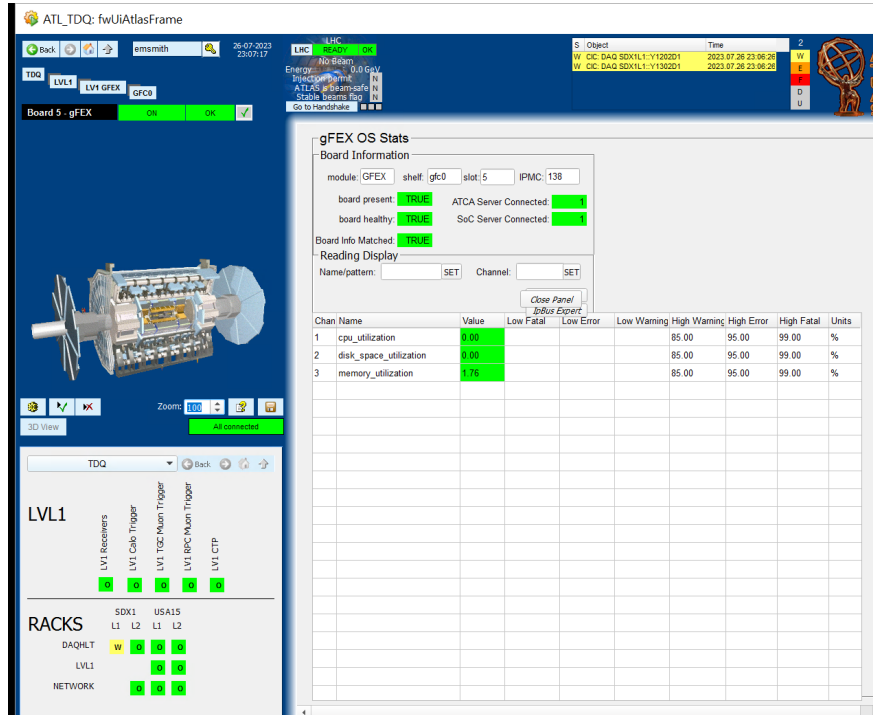 ATL_TDQ: fwUiAtlasFrame
Back
emsmith
26-07-2023
23:07:17
TDQ
LVL1
LV1 GFEX
GFC0
Board 5 - gFEX ON OK
LHC
LHC READY OK
No Beam
Energy: 0.0 GeV
Injection permit N
ATLAS is beam-safe N
Stable beams flag N
Go to Handshake
S Object Time
W CIC: DAQ SDX1L1::Y1202D1 2023.07.26 23:06:26
W CIC: DAQ SDX1L1::Y1302D1 2023.07.26 23:06:26
2
W
E
F
D
U
gFEX OS Stats
Board Information
module: GFEX shelf: gfc0 slot: 5 IPMC: 138
board present: TRUE ATCA Server Connected: 1
board healthy: TRUE SoC Server Connected: 1
Board Info Matched: TRUE
Reading Display
Name/pattern: SET Channel: SET
Close Panel
IpBus Expert
Chan Name Value Low Fatal Low Error Low Warning High Warning High Error High Fatal Units
1 cpu_utilization 0.00 85.00 95.00 99.00 %
2 disk_space_utilization 0.00 85.00 95.00 99.00 %
3 memory_utilization 1.76 85.00 95.00 99.00 %
Zoom: 100
3D View
All connected
TDQ Back
LVL1
LV1 Receivers
LV1 Calo Trigger
LV1 TGC Muon Trigger
LV1 RPC Muon Trigger
LV1 CTP
O O O O O
SDX1 USA15
RACKS L1 L2 L1 L2
DAQHLT W O O O
LVL1 O O
NETWORK O O O